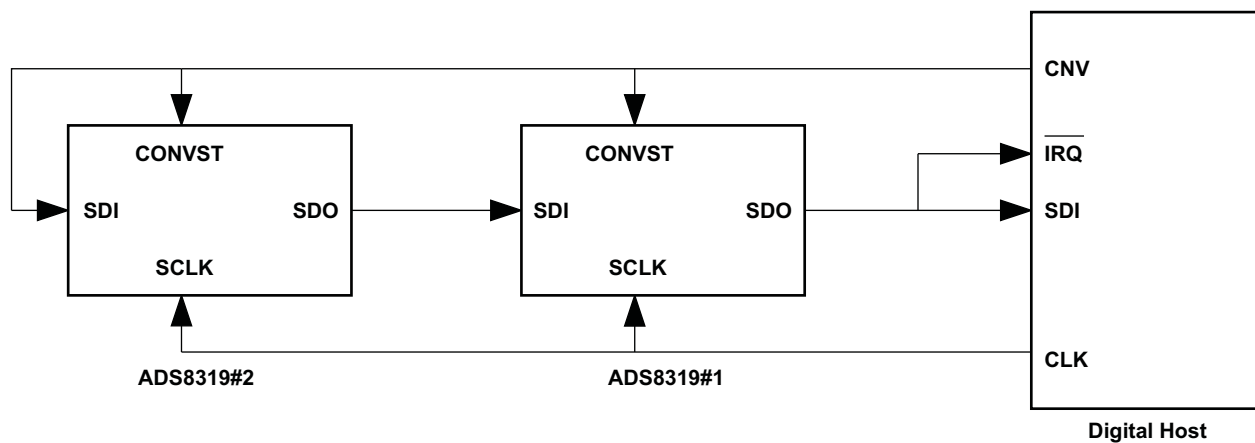 CNV
CONVST
CONVST
IRQ
SDI
SDO
SDI
SDO
SDI
SCLK
SCLK
CLK
ADS8319#2
ADS8319#1
Digital Host